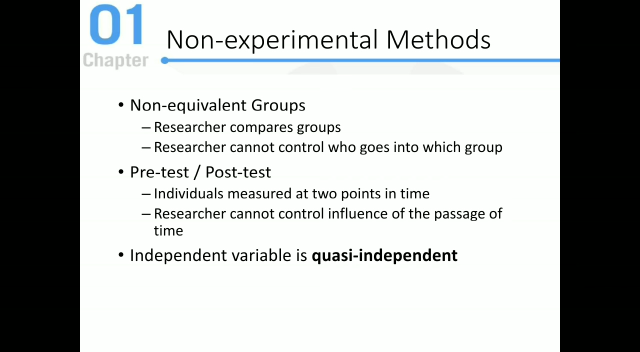 01
Chapter
Non-experimental Methods
• Non-equivalent Groups
– Researcher compares groups
– Researcher cannot control who goes into which group
• Pre-test / Post-test
– Individuals measured at two points in time
– Researcher cannot control influence of the passage of
time
• Independent variable is quasi-independent